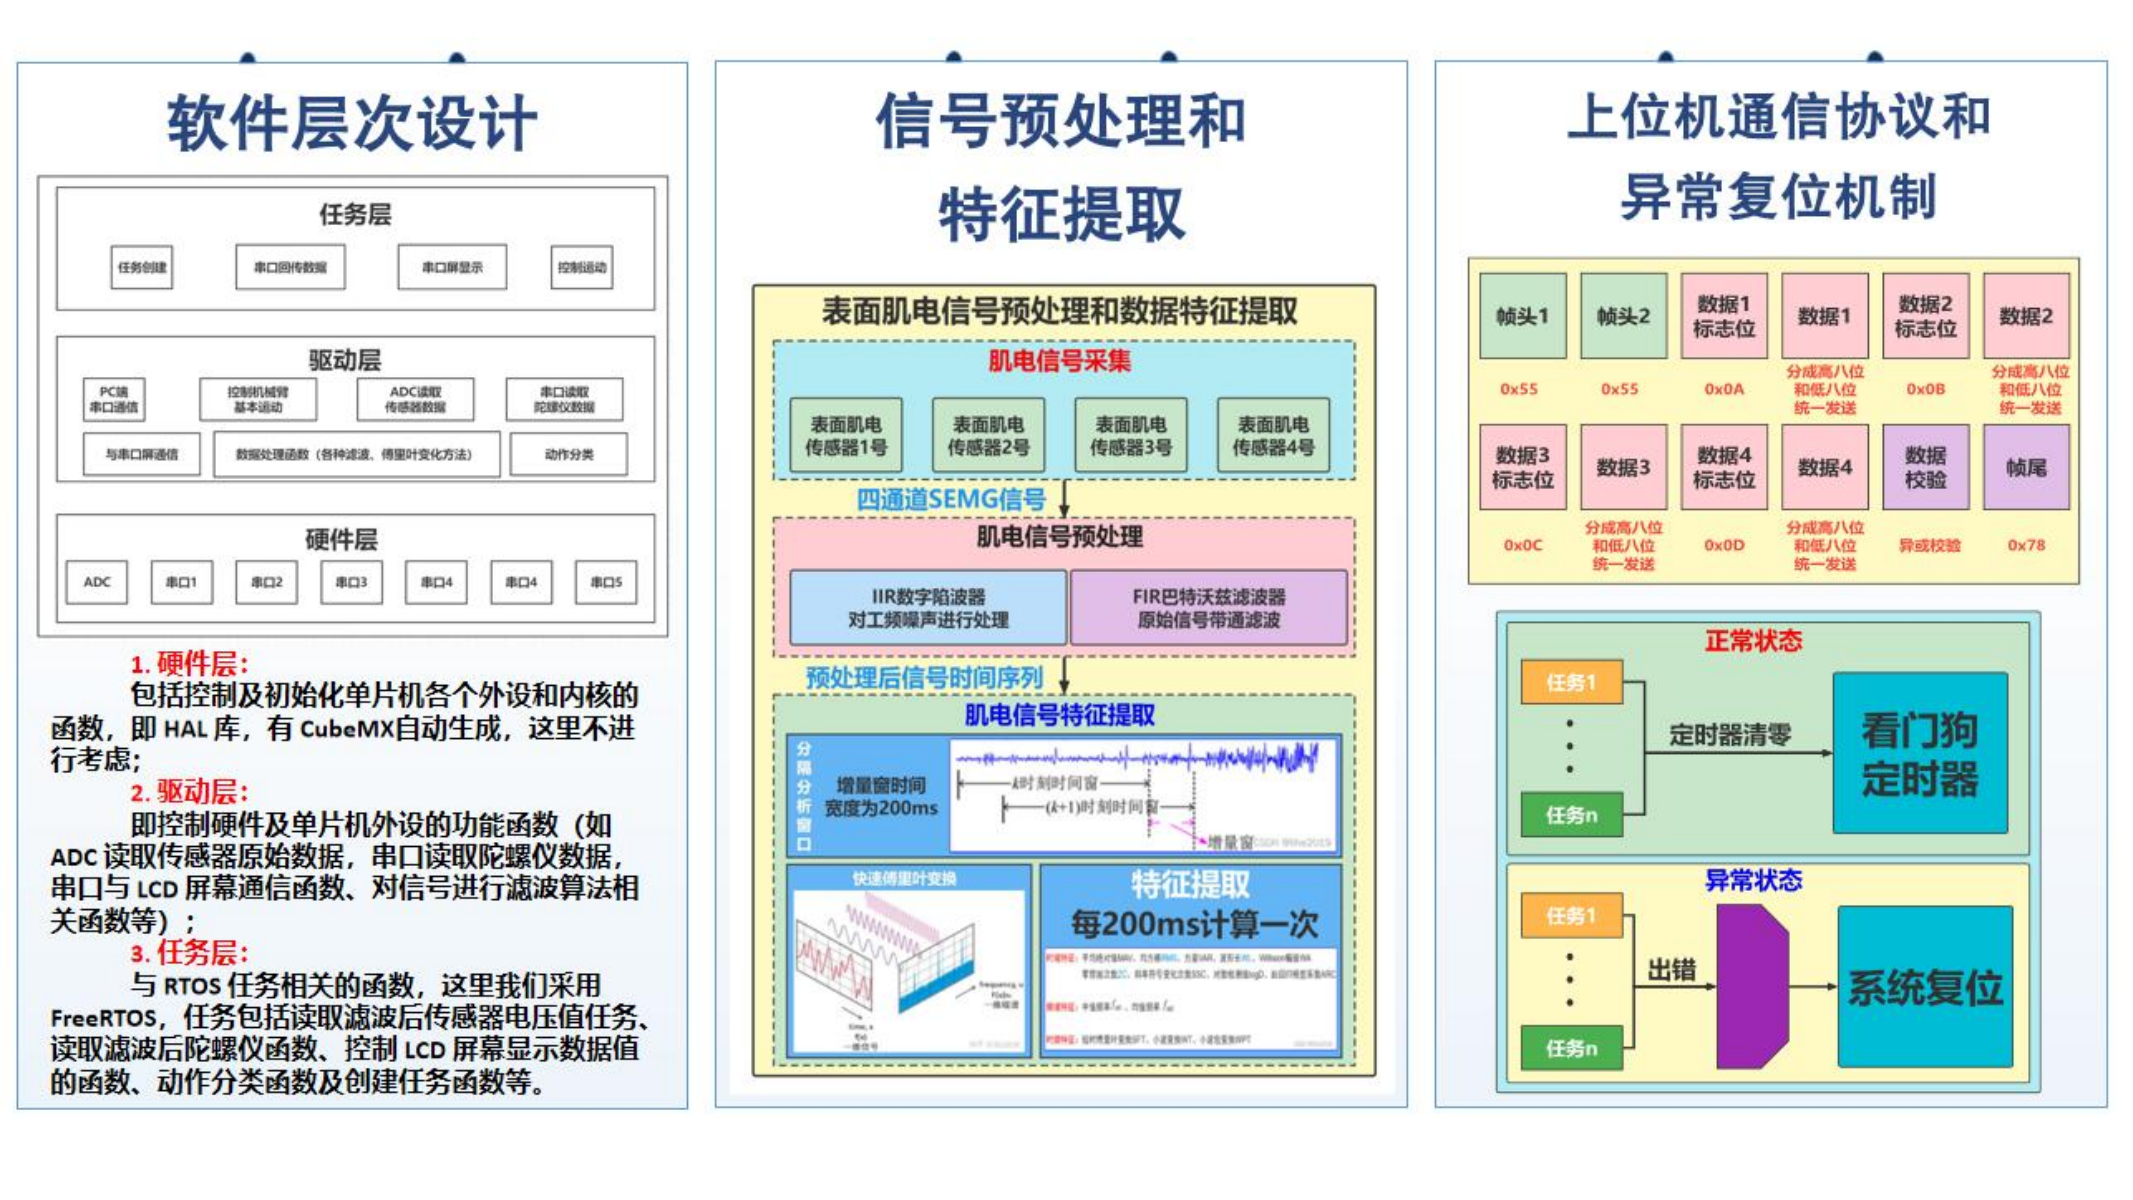 软件层次设计
任务层
任务创建
串口回传数据
串口屏显示
控制运动
驱动层
PC端
串口通信
控制机械臂
基本运动
ADC读取
传感器数据
串口读取
陀螺仪数据
与串口屏通信
数据处理函数（各种滤波、傅里叶变化方法）
动作分类
硬件层
ADC
串口1
串口2
串口3
串口4
串口4
串口5
1. 硬件层：
包括控制及初始化单片机各个外设和内核的
函数，即 HAL 库，有 CubeMX自动生成，这里不进
行考虑；
2. 驱动层：
即控制硬件及单片机外设的功能函数（如
ADC 读取传感器原始数据，串口读取陀螺仪数据，
串口与 LCD 屏幕通信函数、对信号进行滤波算法相
关函数等）；
3. 任务层：
与 RTOS 任务相关的函数，这里我们采用
FreeRTOS，任务包括读取滤波后传感器电压值任务、
读取滤波后陀螺仪函数、控制 LCD 屏幕显示数据值
的函数、动作分类函数及创建任务函数等。
信号预处理和
特征提取
表面肌电信号预处理和数据特征提取
肌电信号采集
表面肌电
传感器1号
表面肌电
传感器2号
表面肌电
传感器3号
表面肌电
传感器4号
四通道SEMG信号
肌电信号预处理
IIR数字陷波器
对工频噪声进行处理
FIR巴特沃兹滤波器
原始信号带通滤波
预处理后信号时间序列
肌电信号特征提取
分隔分析窗口
增量窗时间
宽度为200ms
k时刻时间窗
(k+1)时刻时间窗
增量窗
快速傅里叶变换
特征提取
每200ms计算一次
上位机通信协议和
异常复位机制
帧头1
帧头2
数据1
标志位
数据1
数据2
标志位
数据2
0x55
0x55
0x0A
分成高八位
和低八位
统一发送
0x0B
分成高八位
和低八位
统一发送
数据3
标志位
数据3
数据4
标志位
数据4
数据
校验
帧尾
0x0C
分成高八位
和低八位
统一发送
0x0D
分成高八位
和低八位
统一发送
异或校验
0x78
正常状态
任务1
任务n
定时器清零
看门狗
定时器
异常状态
任务1
任务n
出错
系统复位